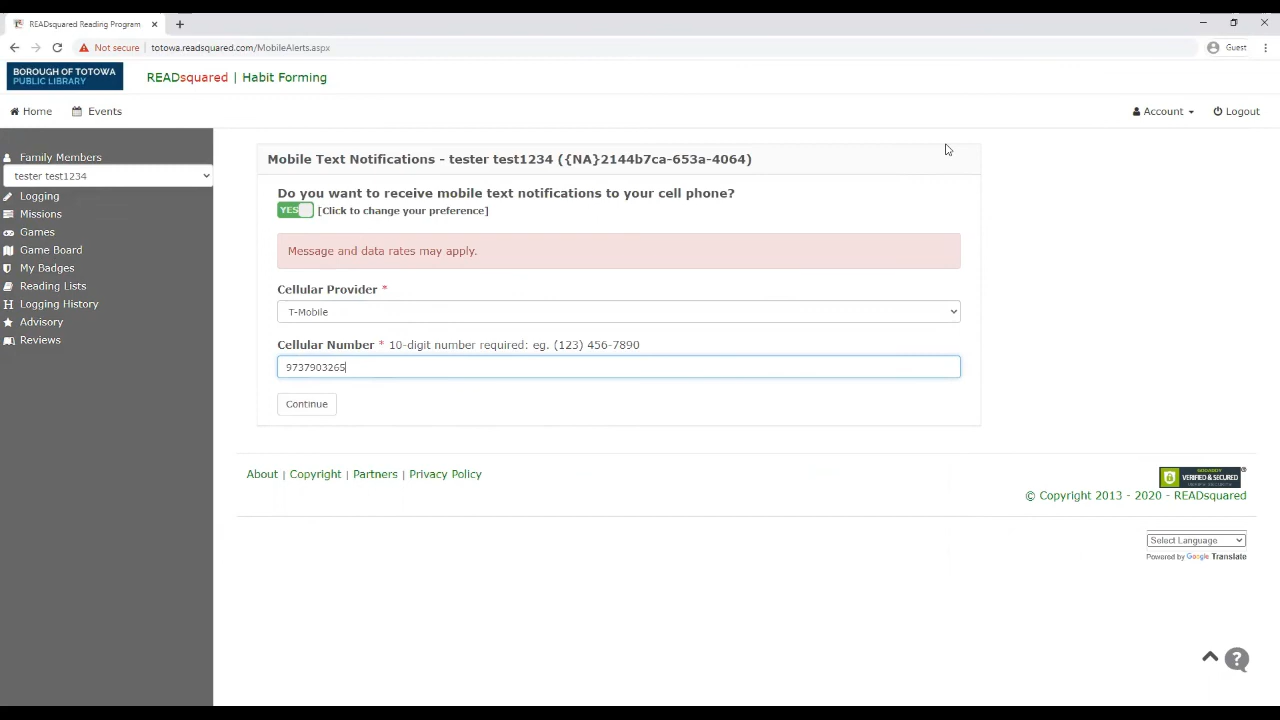 READsquared Reading Program
Not secure
totowa.readsquared.com/MobileAlerts.aspx
Guest
BOROUGH OF TOTOWA
PUBLIC LIBRARY
READsquared | Habit Forming
Home
Events
Account
Logout
Family Members
tester test1234
Logging
Missions
Games
Game Board
My Badges
Reading Lists
Logging History
Advisory
Reviews
Mobile Text Notifications - tester test1234 ({NA}2144b7ca-653a-4064)
Do you want to receive mobile text notifications to your cell phone?
YES [Click to change your preference]
Message and data rates may apply.
Cellular Provider *
T-Mobile
Cellular Number * 10-digit number required: eg. (123) 456-7890
9737903265
Continue
About | Copyright | Partners | Privacy Policy
VERIFIED & SECURED
© Copyright 2013 - 2020 - READsquared
Select Language
Powered by Google Translate